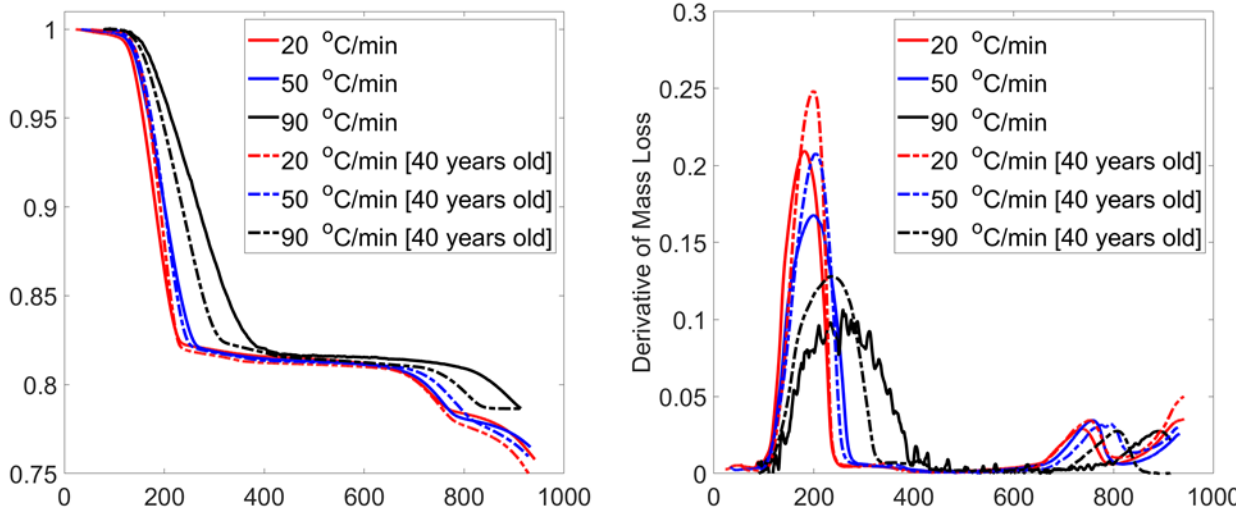 1
0.95
0.9
0.85
0.8
0.75
0
200
400
600
800
1000
20 °C/min
50 °C/min
90 °C/min
20 °C/min [40 years old]
50 °C/min [40 years old]
90 °C/min [40 years old]
Derivative of Mass Loss
0.3
0.25
0.2
0.15
0.1
0.05
0
0
200
400
600
800
1000
20 °C/min
50 °C/min
90 °C/min
20 °C/min [40 years old]
50 °C/min [40 years old]
90 °C/min [40 years old]